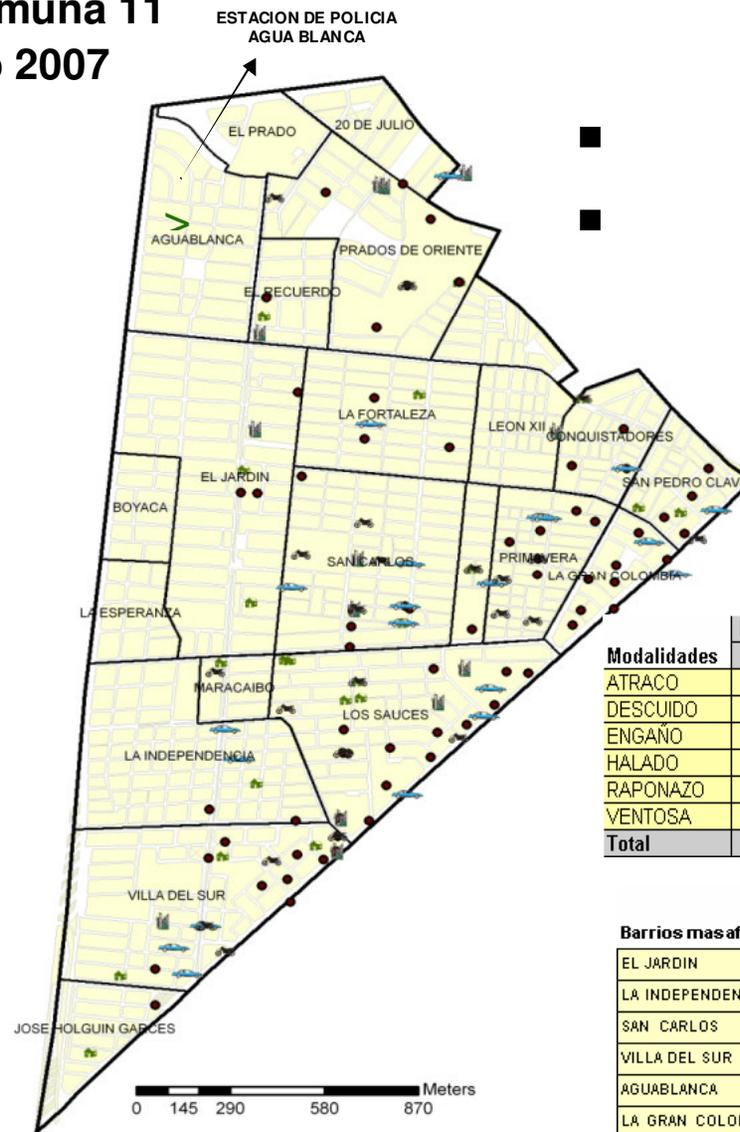 muna 11
2007
ESTACION DE POLICIA
AGUA BLANCA
EL PRADO
20 DE JULIO
AGUABLANCA
PRADOS DE ORIENTE
EL RECUERDO
LA FORTALEZA
LEON XII
CONQUISTADORES
EL JARDIN
SAN PEDRO CLAV
BOYACA
SAN CARLOS
PRIMAVERA
LA GRAN COLOMBIA
LA ESPERANZA
MARACAIBO
LOS SAUCES
LA INDEPENDENCIA
VILLA DEL SUR
JOSE HOLGUIN GARCES
Modalidades
ATRACO
DESCUIDO
ENGAÑO
HALADO
RAPONAZO
VENTOSA
Total
Barrios mas af
EL JARDIN
LA INDEPENDEN
SAN CARLOS
VILLA DEL SUR
AGUABLANCA
LA GRAN COLO
Meters
0 145 290 580 870